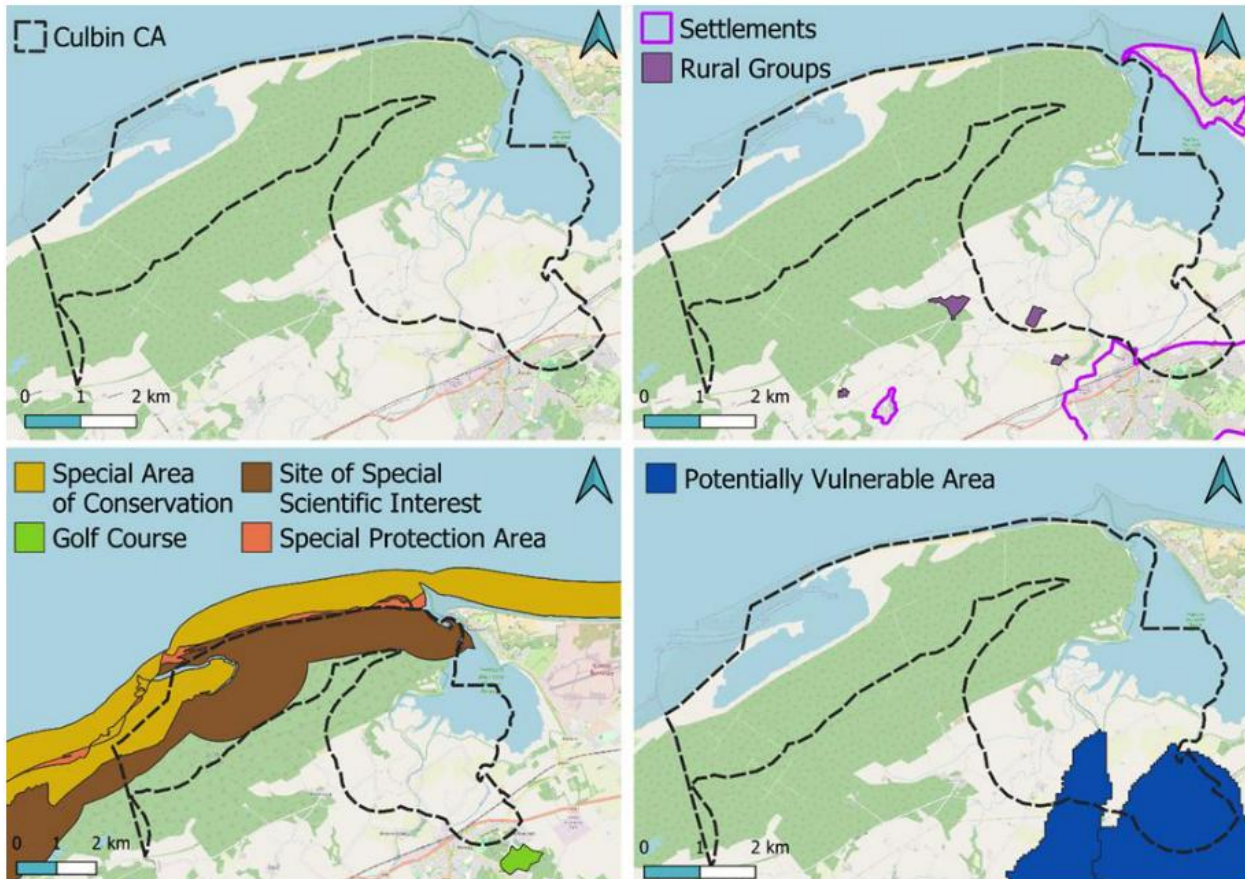 Culbin CA
0 1 2 km
Settlements
Rural Groups
0 1 2 km
Special Area
of Conservation
Site of Special
Scientific Interest
Golf Course
Special Protection Area
0 1 2 km
Potentially Vulnerable Area
0 1 2 km